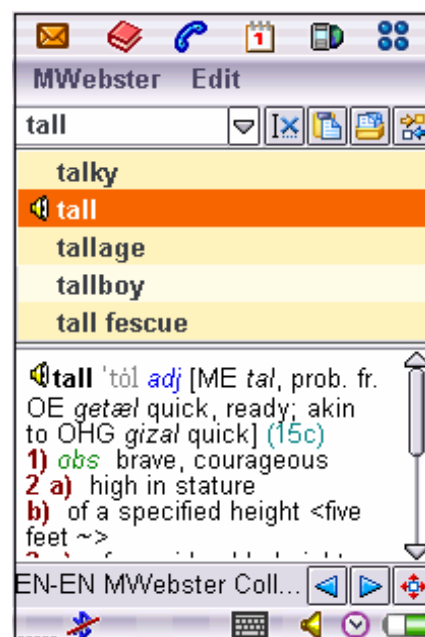 1
MWebster Edit
tall
talky
tall
tallage
tallboy
tall fescue
tall 'tȯl adj [ME tal, prob. fr.
OE getæl quick, ready; akin
to OHG gizal quick] (15c)
1) obs brave, courageous
2 a) high in stature
b) of a specified height <five
feet ~>
EN-EN MWebster Coll...